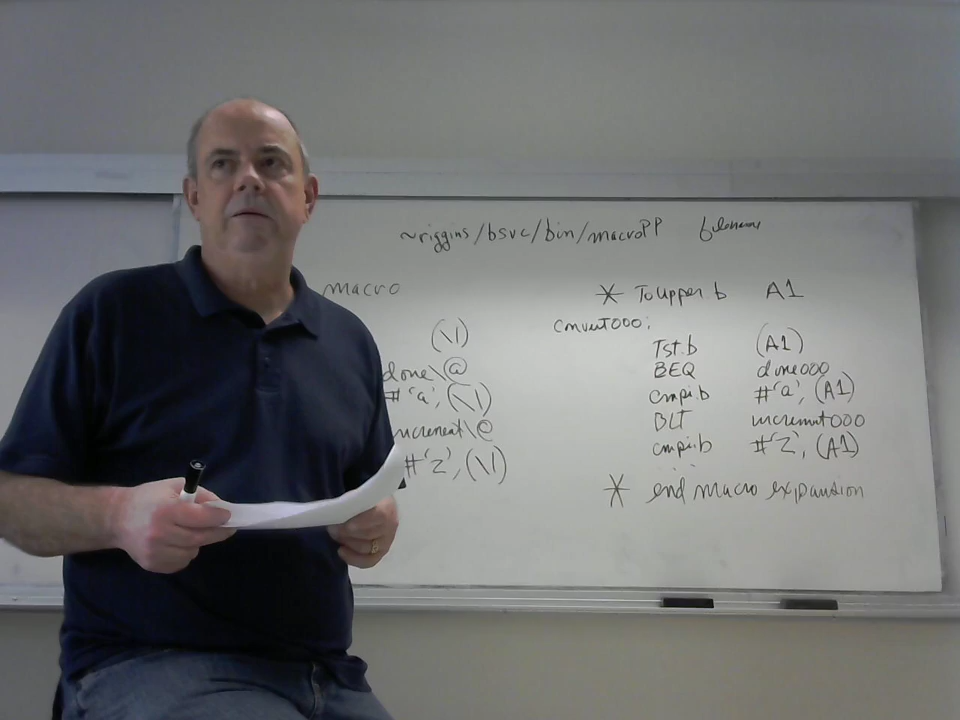 ~riggins/bsvc/bin/macroPP filename
macro
(\1)
done\@
#'a', (\1)
increment\@
#'z', (\1)
* ToUpper.b A1
convert000:
Tst.b (A1)
BEQ done000
cmpi.b #'a', (A1)
BLT increment000
cmpi.b #'z', (A1)
* end macro expansion